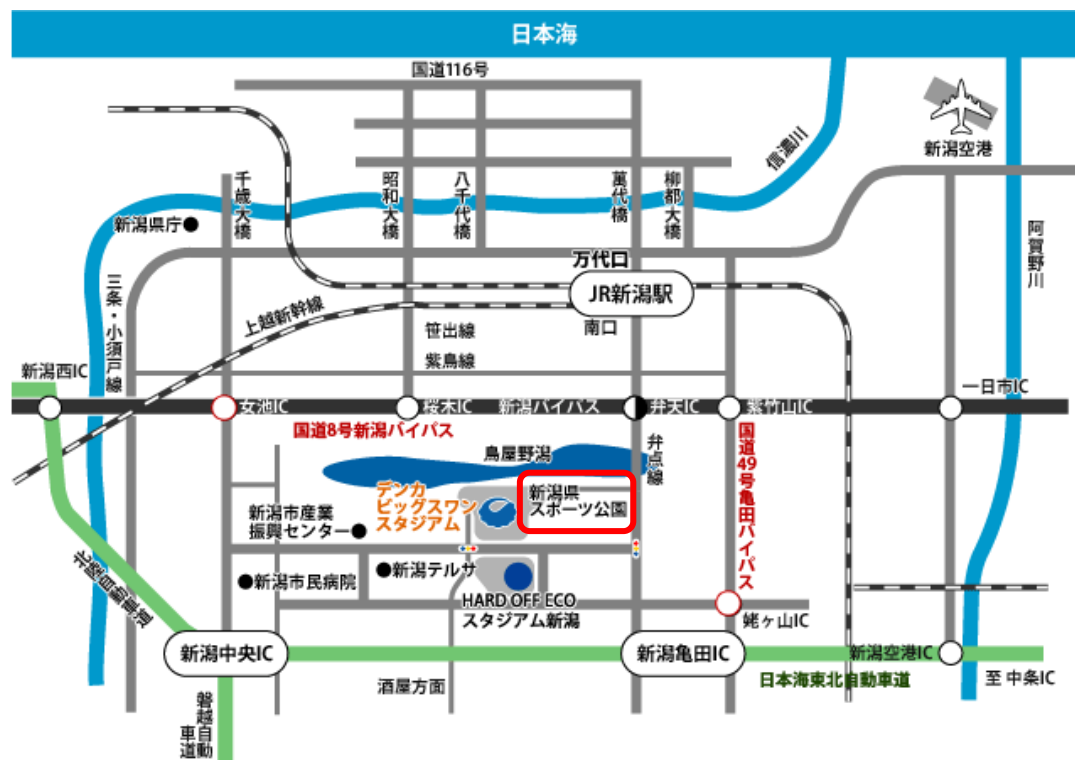 日本海
国道116号
新潟空港
信濃川
千歳大橋
昭和大橋
八千代橋
萬代橋
柳都大橋
新潟県庁
阿賀野川
万代口
JR新潟駅
南口
三条・小須戸線
上越新幹線
笹出線
紫鳥線
新潟西IC
一日市IC
女池IC
桜木IC
新潟バイパス
弁天IC
紫竹山IC
国道8号新潟バイパス
鳥屋野潟
弁点線
国道49号亀田バイパス
デンカ
ビッグスワン
スタジアム
新潟県
スポーツ公園
新潟市産業
振興センター
新潟市民病院
新潟テルサ
HARD OFF ECO
スタジアム新潟
北陸自動車道
姥ヶ山IC
新潟中央IC
新潟亀田IC
新潟空港IC
酒屋方面
日本海東北自動車道
至 中条IC
磐越自動
車道